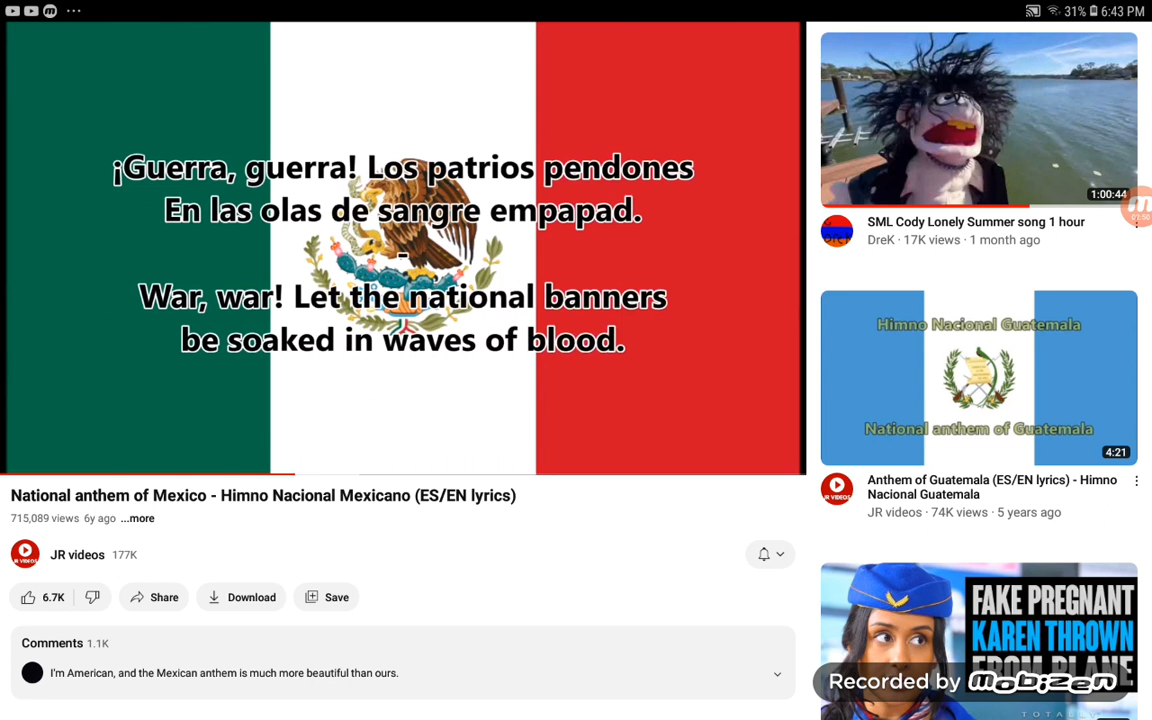 31% 6:43 PM
¡Guerra, guerra! Los patrios pendones
En las olas de sangre empapad.
-
War, war! Let the national banners
be soaked in waves of blood.
National anthem of Mexico - Himno Nacional Mexicano (ES/EN lyrics)
715,089 views 6y ago ...more
JR videos 177K
6.7K Share Download Save
Comments 1.1K
I'm American, and the Mexican anthem is much more beautiful than ours.
1:00:44
SML Cody Lonely Summer song 1 hour
DreK · 17K views · 1 month ago
01:50
Himno Nacional Guatemala
National anthem of Guatemala
4:21
Anthem of Guatemala (ES/EN lyrics) - Himno
Nacional Guatemala
JR videos · 74K views · 5 years ago
FAKE PREGNANT
KAREN THROWN
FROM PLANE
Recorded by mobizen